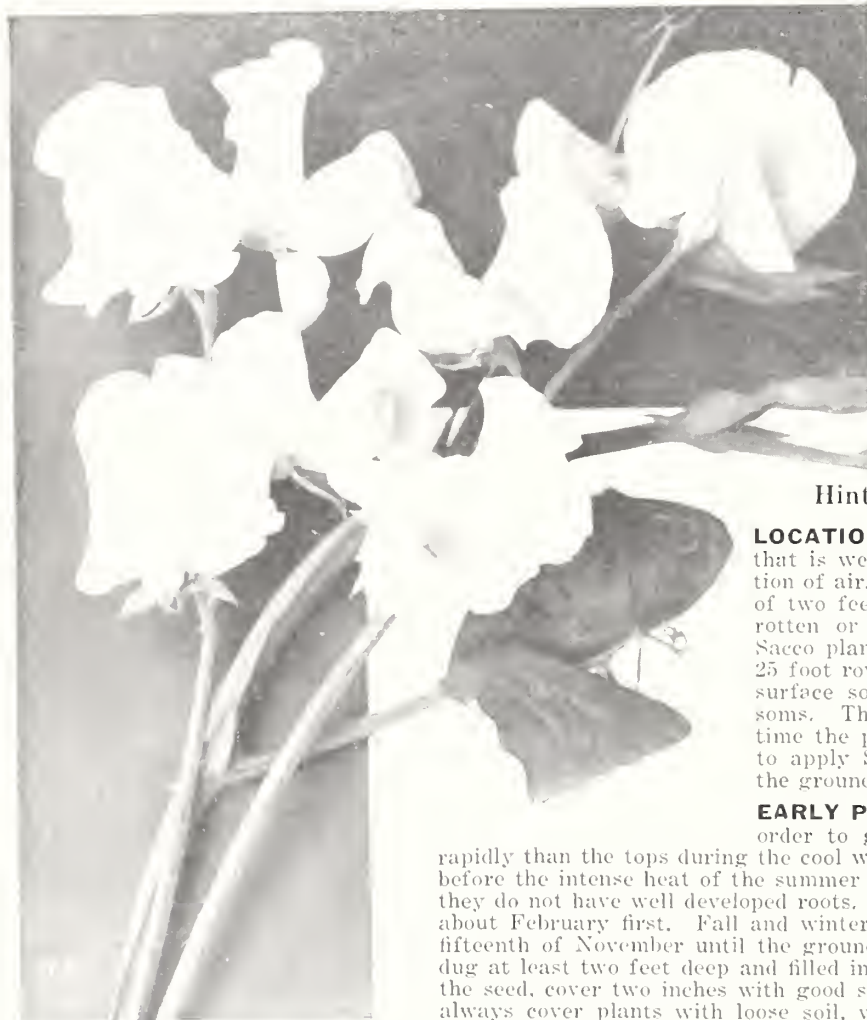 Hint
LOCATIO
that is we
tion of air.
of two fee
rotten or
Sacco plan
25 foot rov
surface so
soms. Th
time the p
to apply S
the ground
EARLY P
order to g
rapidly than the tops during the cool w
before the intense heat of the summer
they do not have well developed roots.
about February first. Fall and winter
fifteenth of November until the groun
dug at least two feet deep and filled in
the seed, cover two inches with good s
always cover plants with loose soil, w